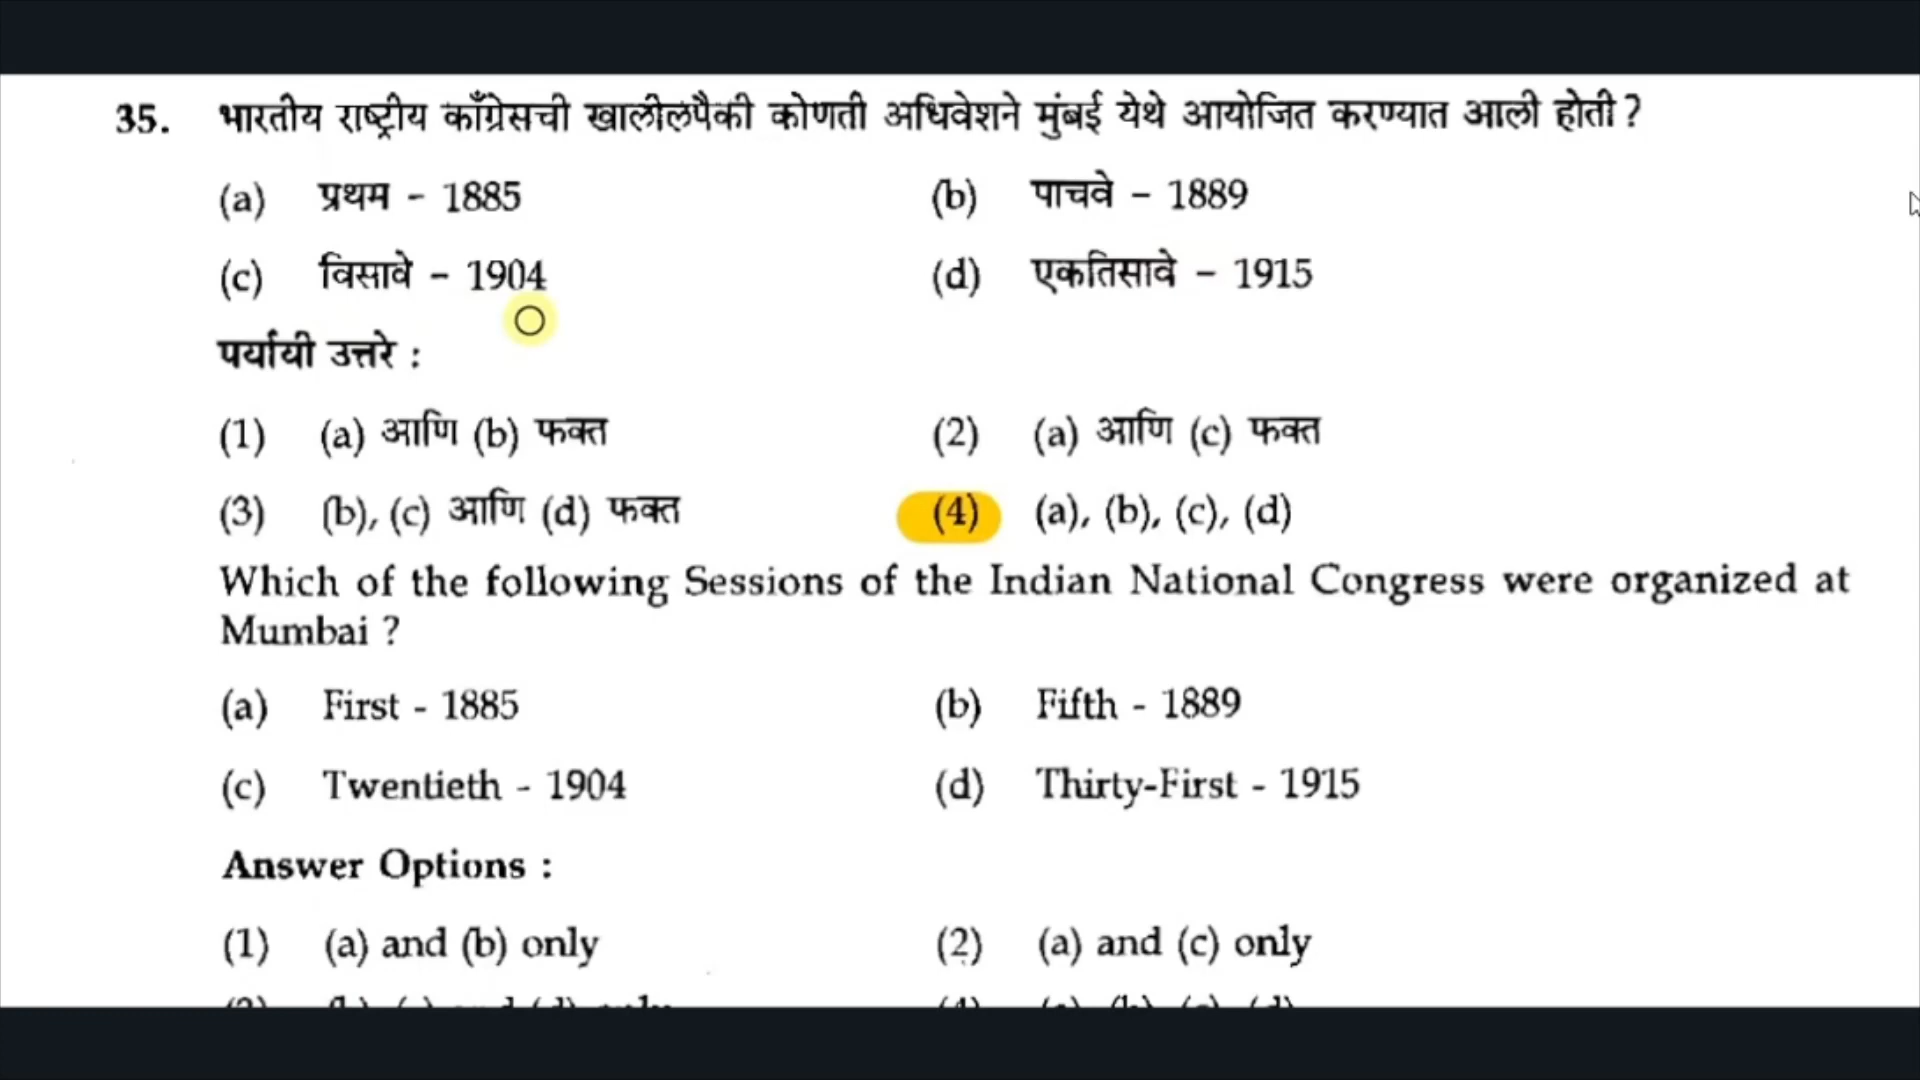 35. भारतीय राष्ट्रीय काँग्रेसची खालीलपैकी कोणती अधिवेशने मुंबई येथे आयोजित करण्यात आली होती ?
(a) प्रथम - 1885 (b) पाचवे - 1889
(c) विसावे - 1904 (d) एकतिसावे - 1915
पर्यायी उत्तरे :
(1) (a) आणि (b) फक्त (2) (a) आणि (c) फक्त
(3) (b), (c) आणि (d) फक्त (4) (a), (b), (c), (d)
Which of the following Sessions of the Indian National Congress were organized at
Mumbai ?
(a) First - 1885 (b) Fifth - 1889
(c) Twentieth - 1904 (d) Thirty-First - 1915
Answer Options :
(1) (a) and (b) only (2) (a) and (c) only